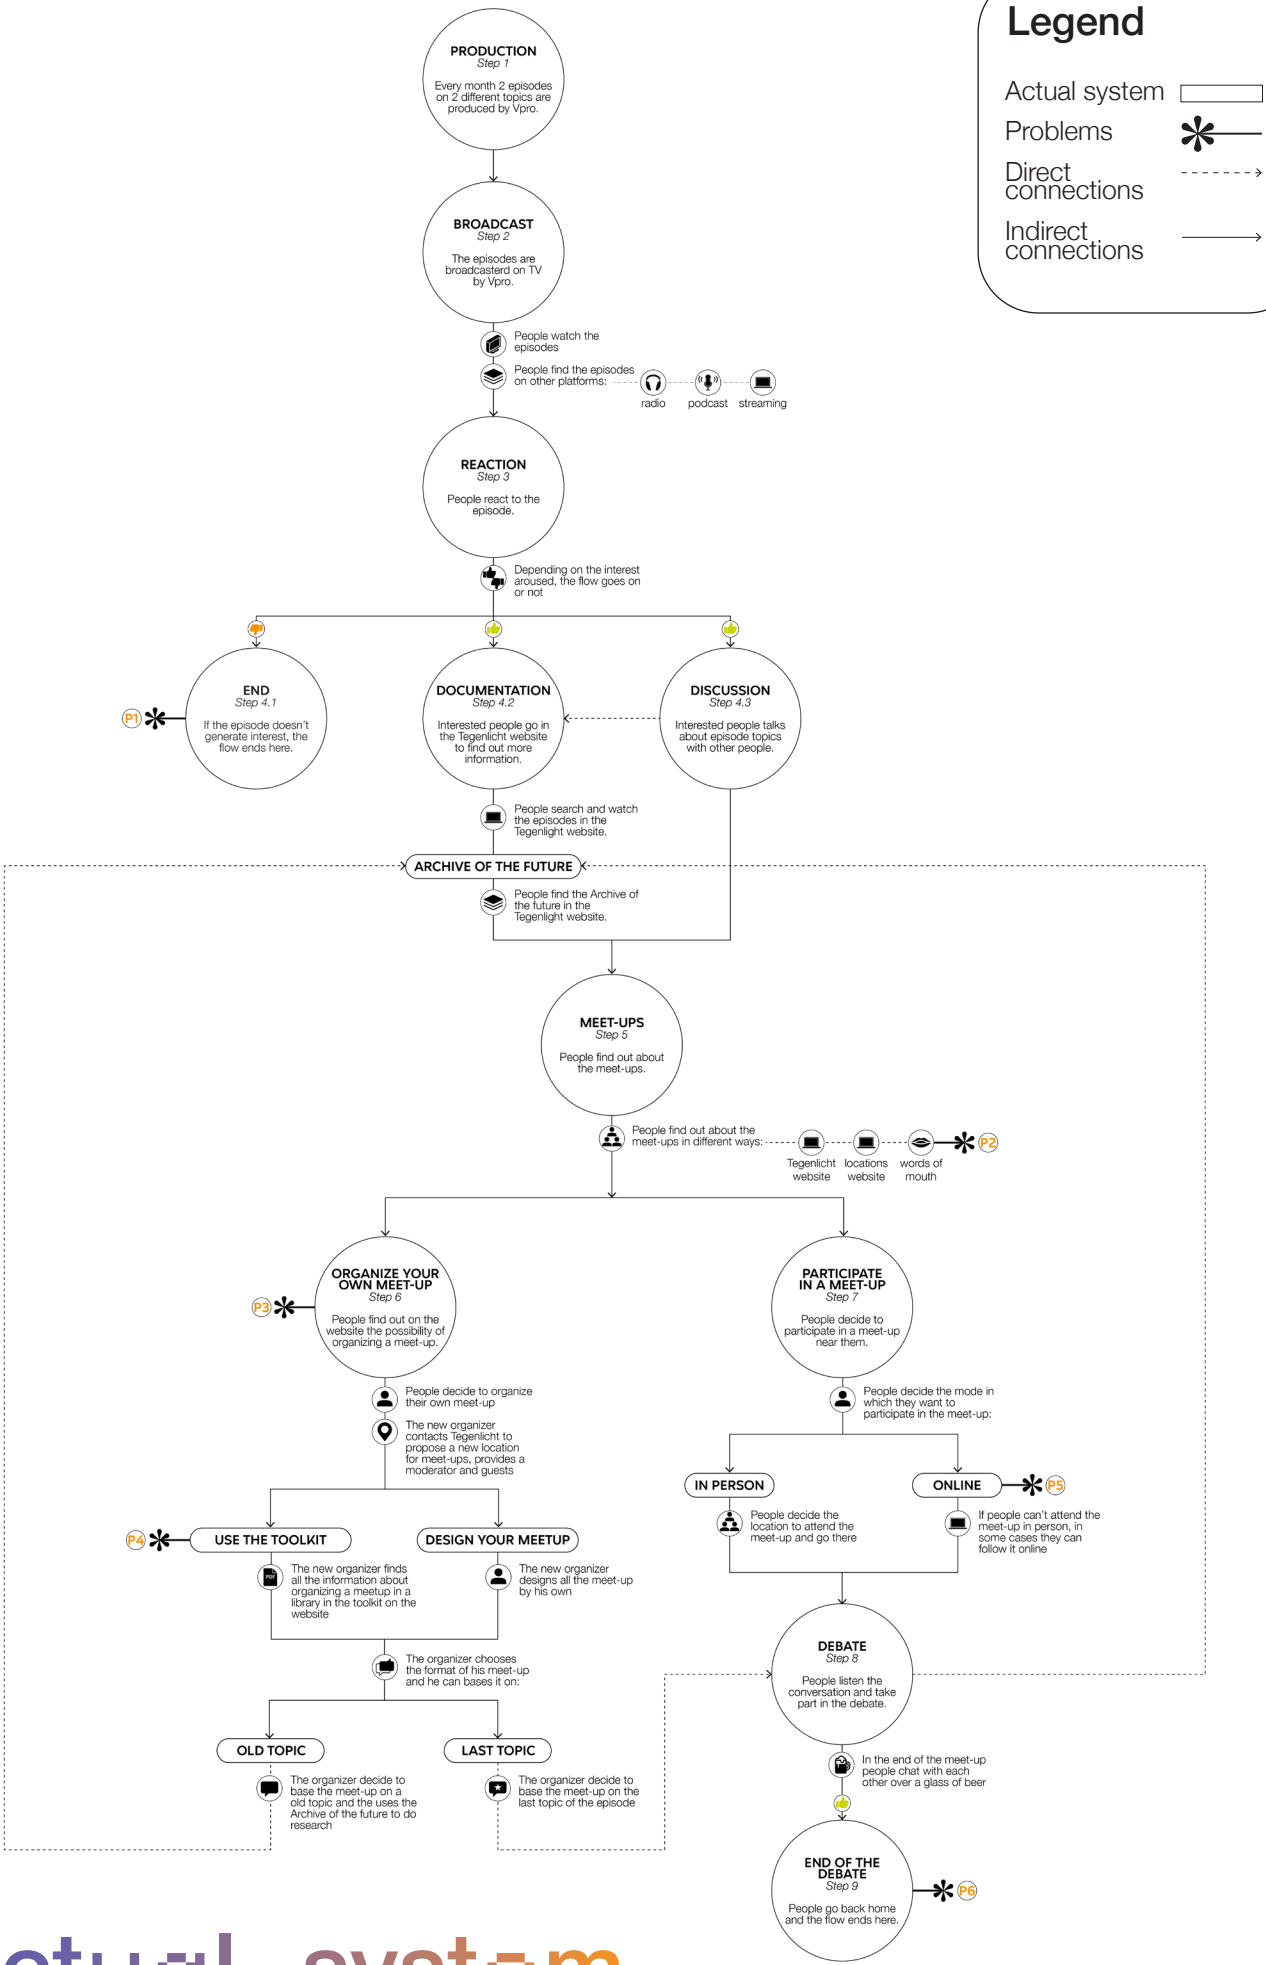 Legend
Actual system
Problems
Direct
connections
Indirect
connections
PRODUCTION
Step 1
Every month 2 episodes
on 2 different topics are
produced by Vpro.
BROADCAST
Step 2
The episodes are
broadcasterd on TV
by Vpro.
People watch the
episodes
People find the episodes
on other platforms:
radio
podcast
streaming
REACTION
Step 3
People react to the
episode.
Depending on the interest
aroused, the flow goes on
or not
END
Step 4.1
If the episode doesn't
generate interest, the
flow ends here.
P1
DOCUMENTATION
Step 4.2
Interested people go in
the Tegenlicht website
to find out more
information.
DISCUSSION
Step 4.3
Interested people talks
about episode topics
with other people.
People search and watch
the episodes in the
Tegenlight website.
ARCHIVE OF THE FUTURE
People find the Archive of
the future in the
Tegenlight website.
MEET-UPS
Step 5
People find out about
the meet-ups.
People find out about the
meet-ups in different ways:
Tegenlicht
website
locations
website
words of
mouth
P2
ORGANIZE YOUR
OWN MEET-UP
Step 6
People find out on the
website the possibility of
organizing a meet-up.
P3
PARTICIPATE
IN A MEET-UP
Step 7
People decide to
participate in a meet-up
near them.
People decide to organize
their own meet-up
The new organizer
contacts Tegenlicht to
propose a new location
for meet-ups, provides a
moderator and guests
People decide the mode in
which they want to
participate in the meet-up:
IN PERSON
ONLINE
P5
People decide the
location to attend the
meet-up and go there
If people can't attend the
meet-up in person, in
some cases they can
follow it online
P4
USE THE TOOLKIT
DESIGN YOUR MEETUP
PDF
The new organizer finds
all the information about
organizing a meetup in a
library in the toolkit on the
website
The new organizer
designs all the meet-up
by his own
The organizer chooses
the format of his meet-up
and he can bases it on:
OLD TOPIC
LAST TOPIC
The organizer decide to
base the meet-up on a
old topic and the uses the
Archive of the future to do
research
The organizer decide to
base the meet-up on the
last topic of the episode
DEBATE
Step 8
People listen the
conversation and take
part in the debate.
In the end of the meet-up
people chat with each
other over a glass of beer
END OF THE
DEBATE
Step 9
People go back home
and the flow ends here.
P6
ctual system